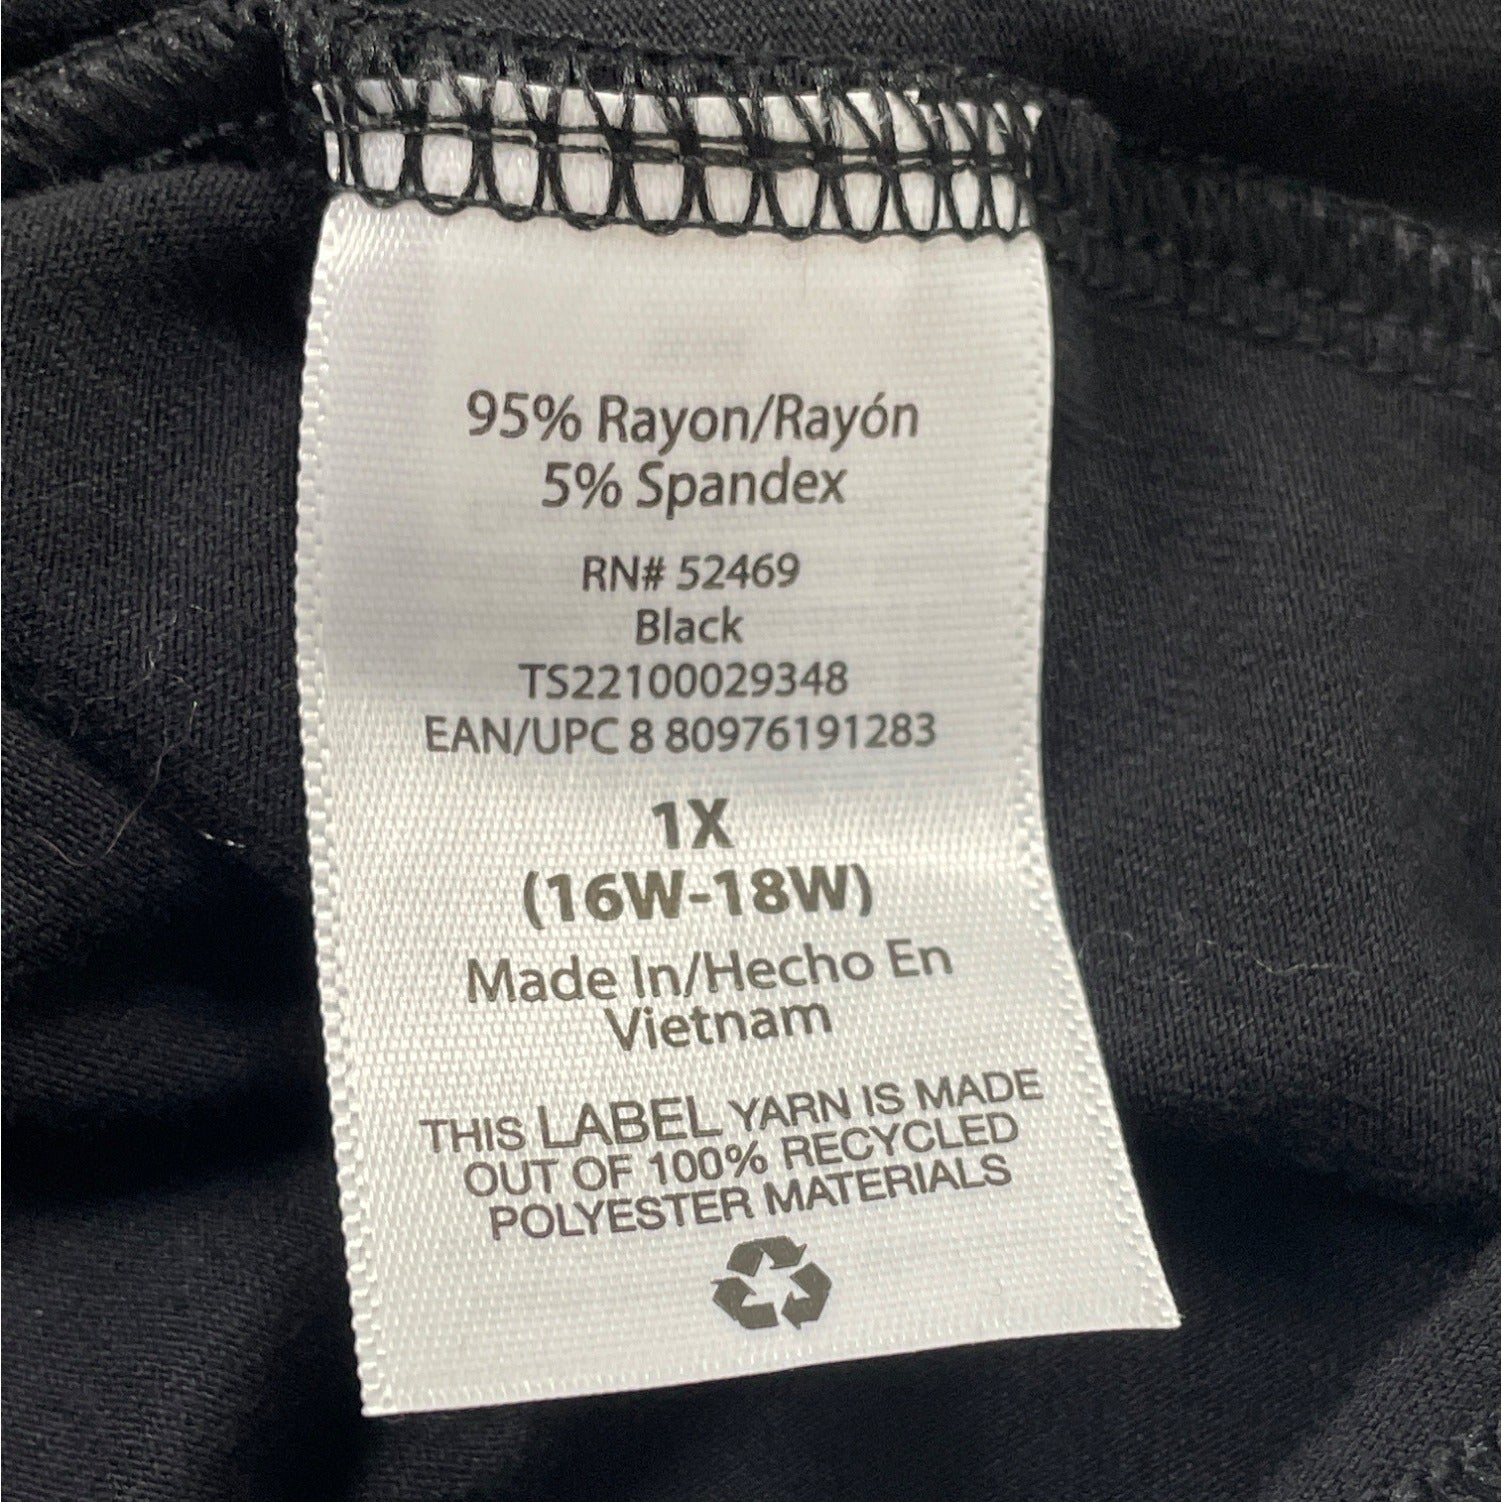 95% Rayon/Rayón
5% Spandex
RN# 52469
Black
TS22100029348
EAN/UPC 8 80976191283
1X
(16W-18W)
Made In/Hecho En
Vietnam
THIS LABEL YARN IS MADE
OUT OF 100% RECYCLED
POLYESTER MATERIALS